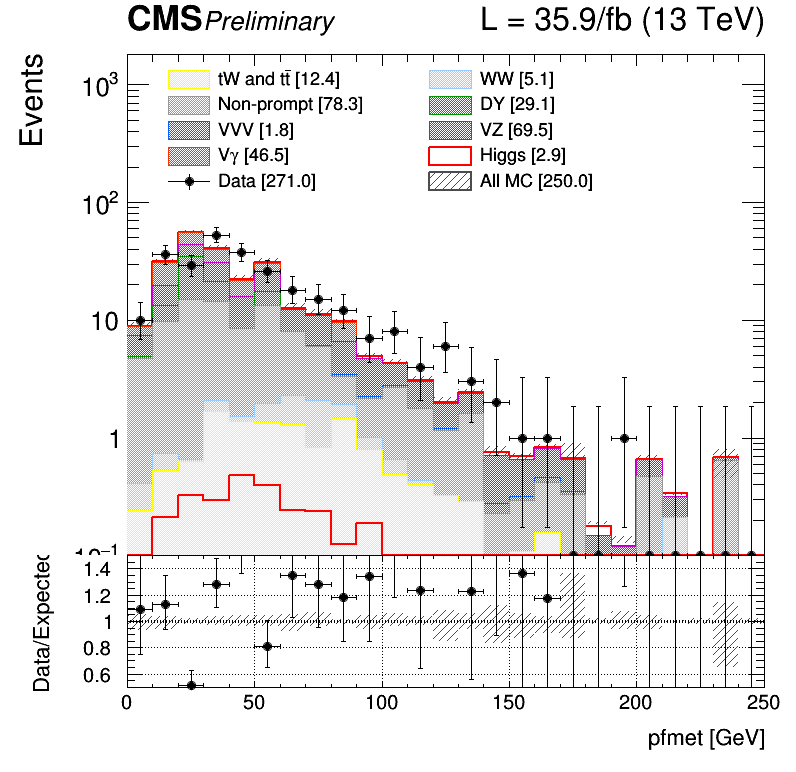 CMS Preliminary L = 35.9/fb (13 TeV)
Events
tW and tt̄ [12.4] WW [5.1]
Non-prompt [78.3] DY [29.1]
VVV [1.8] VZ [69.5]
Vγ [46.5] Higgs [2.9]
Data [271.0] All MC [250.0]
10³
10²
10
1
10⁻¹
Data/Expected
1.4
1.2
1
0.8
0.6
0 50 100 150 200 250
pfmet [GeV]